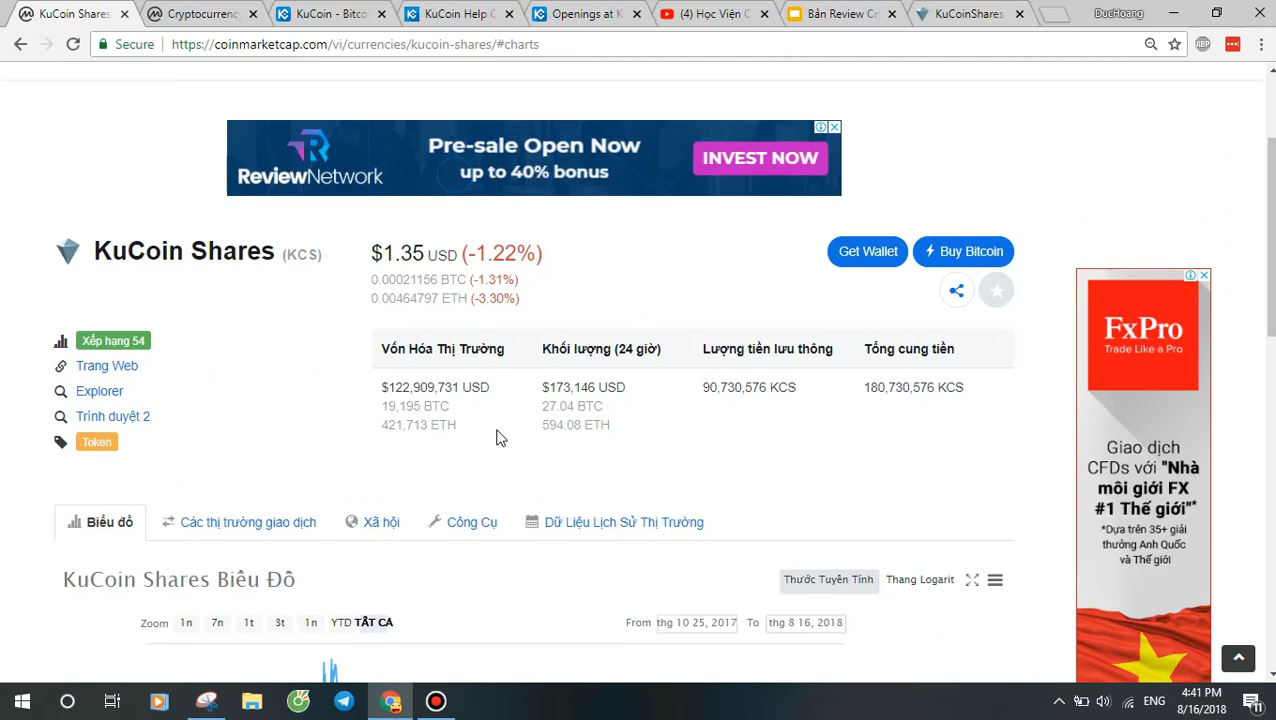 KuCoin Shares
Cryptocurrency
KuCoin - Bitco
KuCoin Help C
Openings at K
(4) Học Viện C
Bản Review Cr
KuCoinShares
DucHoang
Secure
https://coinmarketcap.com/vi/currencies/kucoin-shares/#charts
ABP
ReviewNetwork
Pre-sale Open Now
up to 40% bonus
INVEST NOW
KuCoin Shares (KCS)
$1.35 USD (-1.22%)
0.00021156 BTC (-1.31%)
0.00464797 ETH (-3.30%)
Get Wallet
Buy Bitcoin
Xếp hạng 54
Trang Web
Explorer
Trình duyệt 2
Token
Vốn Hóa Thị Trường
Khối lượng (24 giờ)
Lượng tiền lưu thông
Tổng cung tiền
$122,909,731 USD
$173,146 USD
90,730,576 KCS
180,730,576 KCS
19,195 BTC
27.04 BTC
421,713 ETH
594.08 ETH
FxPro
Trade Like a Pro
Giao dịch
CFDs với "Nhà
môi giới FX
#1 Thế giới"*
*Dựa trên 35+ giải
thưởng Anh Quốc
và Thế giới
Biểu đồ
Các thị trường giao dịch
Xã hội
Công Cụ
Dữ Liệu Lịch Sử Thị Trường
KuCoin Shares Biểu Đồ
Thước Tuyến Tính
Thang Logarit
Zoom 1n 7n 1t 3t 1n YTD TẤT CẢ
From thg 10 25, 2017 To thg 8 16, 2018
ENG
4:41 PM
8/16/2018
11